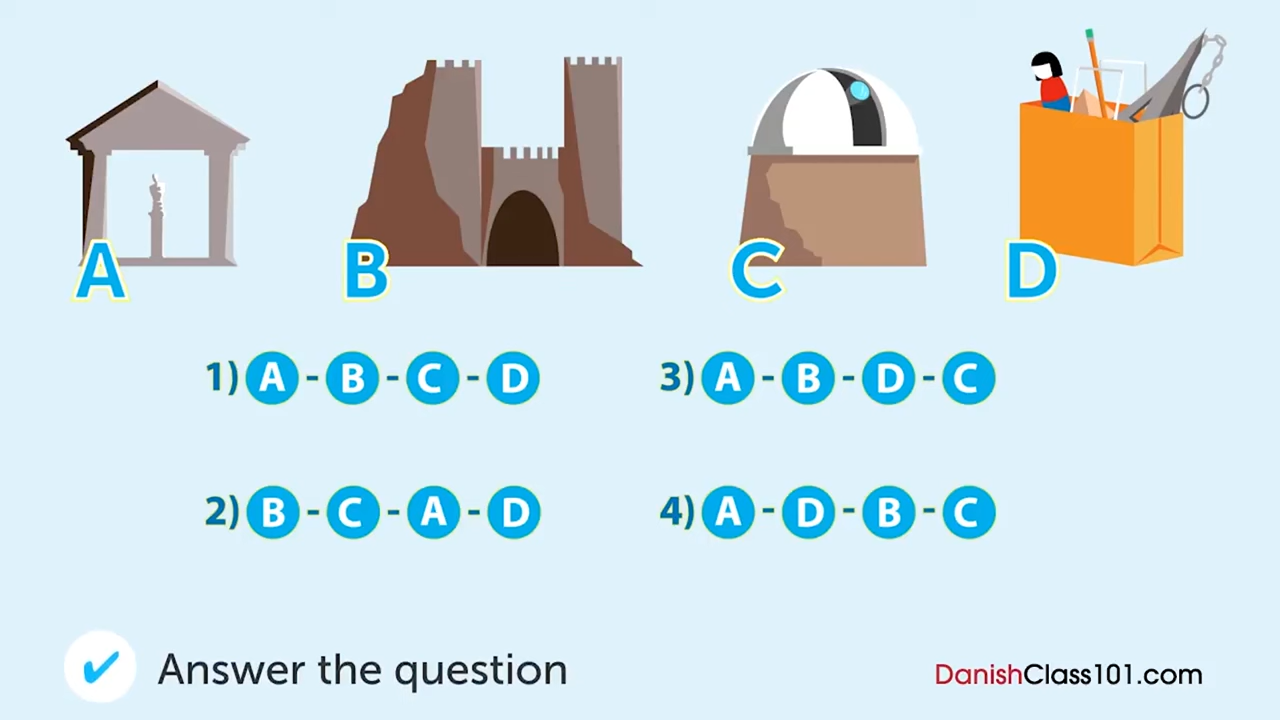 A B C D
1) A - B - C - D
3) A - B - D - C
2) B - C - A - D
4) A - D - B - C
✔ Answer the question
DanishClass101.com